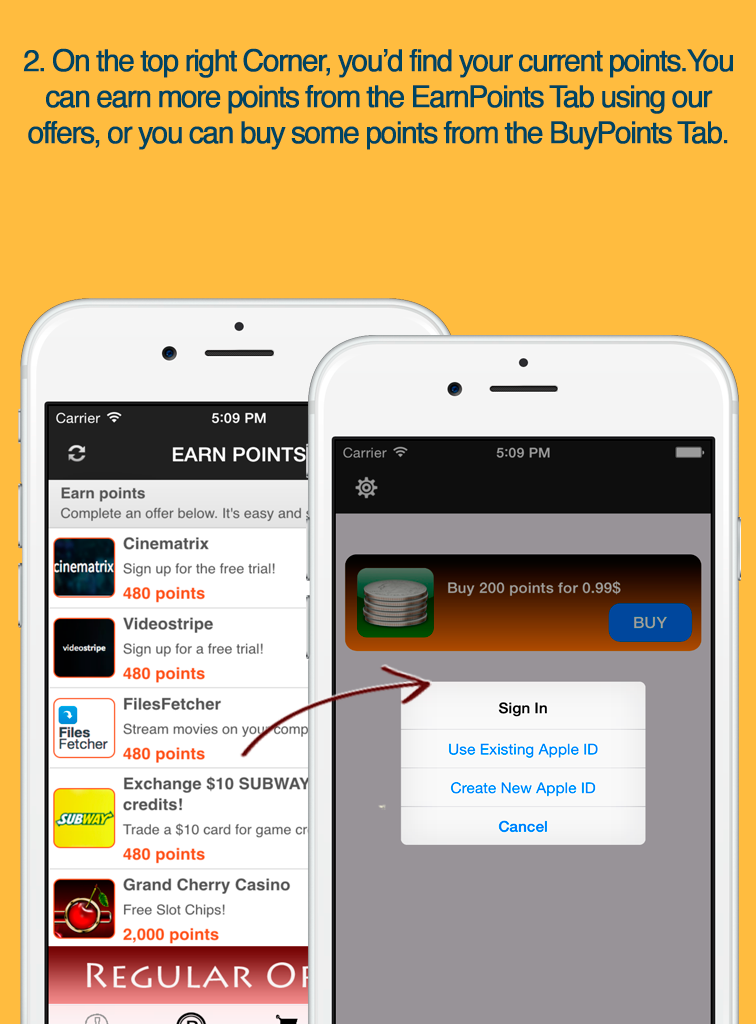 2. On the top right Corner, you'd find your current points.You
can earn more points from the EarnPoints Tab using our
offers, or you can buy some points from the BuyPoints Tab.
Carrier 5:09 PM
EARN POINTS
Earn points
Complete an offer below. It's easy and
cinematrix
Cinematrix
Sign up for the free trial!
480 points
videostripe
Videostripe
Sign up for a free trial!
480 points
Files
Fetcher
FilesFetcher
Stream movies on your comp
480 points
SUBWAY
Exchange $10 SUBWAY
credits!
Trade a $10 card for game cr
480 points
Grand Cherry Casino
Free Slot Chips!
2,000 points
REGULAR OF
Carrier 5:09 PM
Buy 200 points for 0.99$
BUY
Sign In
Use Existing Apple ID
Create New Apple ID
Cancel